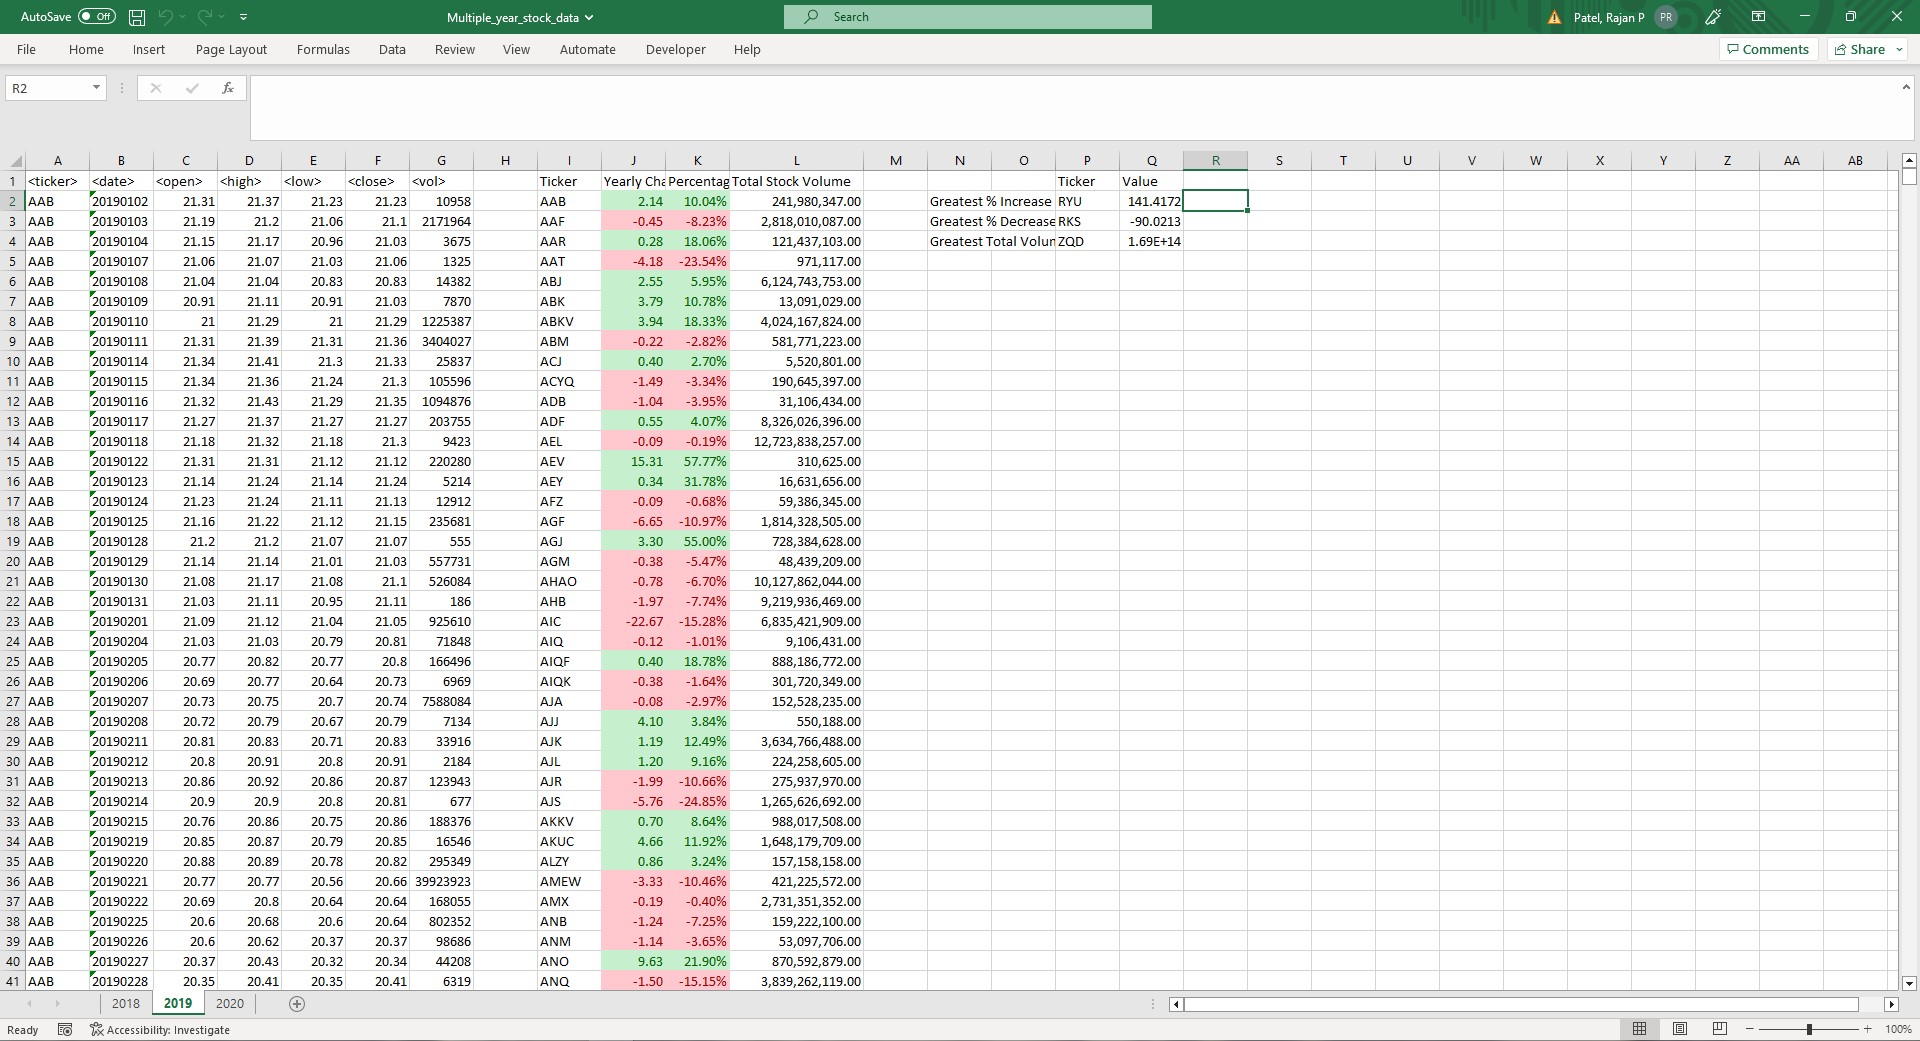 AutoSave Off Multiple_year_stock_data Search Patel, Rajan P PR
File Home Insert Page Layout Formulas Data Review View Automate Developer Help Comments Share
R2 fx
A B C D E F G H I J K L M N O P Q R S T U V W X Y Z AA AB
1 <ticker> <date> <open> <high> <low> <close> <vol> Ticker Yearly Cha Percentag Total Stock Volume Ticker Value
2 AAB 20190102 21.31 21.37 21.23 21.23 10958 AAB 2.14 10.04% 241,980,347.00 Greatest % Increase RYU 141.4172
3 AAB 20190103 21.19 21.2 21.06 21.1 2171964 AAF -0.45 -8.23% 2,818,010,087.00 Greatest % Decrease RKS -90.0213
4 AAB 20190104 21.15 21.17 20.96 21.03 3675 AAR 0.28 18.06% 121,437,103.00 Greatest Total Volun ZQD 1.69E+14
5 AAB 20190107 21.06 21.07 21.03 21.06 1325 AAT -4.18 -23.54% 971,117.00
6 AAB 20190108 21.04 21.04 20.83 20.83 14382 ABJ 2.55 5.95% 6,124,743,753.00
7 AAB 20190109 20.91 21.11 20.91 21.03 7870 ABK 3.79 10.78% 13,091,029.00
8 AAB 20190110 21 21.29 21 21.29 1225387 ABKV 3.94 18.33% 4,024,167,824.00
9 AAB 20190111 21.31 21.39 21.31 21.36 3404027 ABM -0.22 -2.82% 581,771,223.00
10 AAB 20190114 21.34 21.41 21.3 21.33 25837 ACJ 0.40 2.70% 5,520,801.00
11 AAB 20190115 21.34 21.36 21.24 21.3 105596 ACYQ -1.49 -3.34% 190,645,397.00
12 AAB 20190116 21.32 21.43 21.29 21.35 1094876 ADB -1.04 -3.95% 31,106,434.00
13 AAB 20190117 21.27 21.37 21.27 21.27 203755 ADF 0.55 4.07% 8,326,026,396.00
14 AAB 20190118 21.18 21.32 21.18 21.3 9423 AEL -0.09 -0.19% 12,723,838,257.00
15 AAB 20190122 21.31 21.31 21.12 21.12 220280 AEV 15.31 57.77% 310,625.00
16 AAB 20190123 21.14 21.24 21.14 21.24 5214 AEY 0.34 31.78% 16,631,656.00
17 AAB 20190124 21.23 21.24 21.11 21.13 12912 AFZ -0.09 -0.68% 59,386,345.00
18 AAB 20190125 21.16 21.22 21.12 21.15 235681 AGF -6.65 -10.97% 1,814,328,505.00
19 AAB 20190128 21.2 21.2 21.07 21.07 555 AGJ 3.30 55.00% 728,384,628.00
20 AAB 20190129 21.14 21.14 21.01 21.03 557731 AGM -0.38 -5.47% 48,439,209.00
21 AAB 20190130 21.08 21.17 21.08 21.1 526084 AHAO -0.78 -6.70% 10,127,862,044.00
22 AAB 20190131 21.03 21.11 20.95 21.11 186 AHB -1.97 -7.74% 9,219,936,469.00
23 AAB 20190201 21.09 21.12 21.04 21.05 925610 AIC -22.67 -15.28% 6,835,421,909.00
24 AAB 20190204 21.03 21.03 20.79 20.81 71848 AIQ -0.12 -1.01% 9,106,431.00
25 AAB 20190205 20.77 20.82 20.77 20.8 166496 AIQF 0.40 18.78% 888,186,772.00
26 AAB 20190206 20.69 20.77 20.64 20.73 6969 AIQK -0.38 -1.64% 301,720,349.00
27 AAB 20190207 20.73 20.75 20.7 20.74 7588084 AJA -0.08 -2.97% 152,528,235.00
28 AAB 20190208 20.72 20.79 20.67 20.79 7134 AJJ 4.10 3.84% 550,188.00
29 AAB 20190211 20.81 20.83 20.71 20.83 33916 AJK 1.19 12.49% 3,634,766,488.00
30 AAB 20190212 20.8 20.91 20.8 20.91 2184 AJL 1.20 9.16% 224,258,605.00
31 AAB 20190213 20.86 20.92 20.86 20.87 123943 AJR -1.99 -10.66% 275,937,970.00
32 AAB 20190214 20.9 20.9 20.8 20.81 677 AJS -5.76 -24.85% 1,265,626,692.00
33 AAB 20190215 20.76 20.86 20.75 20.86 188376 AKKV 0.70 8.64% 988,017,508.00
34 AAB 20190219 20.85 20.87 20.79 20.85 16546 AKUC 4.66 11.92% 1,648,179,709.00
35 AAB 20190220 20.88 20.89 20.78 20.82 295349 ALZY 0.86 3.24% 157,158,158.00
36 AAB 20190221 20.77 20.77 20.56 20.66 39923923 AMEW -3.33 -10.46% 421,225,572.00
37 AAB 20190222 20.69 20.8 20.64 20.64 168055 AMX -0.19 -0.40% 2,731,351,352.00
38 AAB 20190225 20.6 20.68 20.6 20.64 802352 ANB -1.24 -7.25% 159,222,100.00
39 AAB 20190226 20.6 20.62 20.37 20.37 98686 ANM -1.14 -3.65% 53,097,706.00
40 AAB 20190227 20.37 20.43 20.32 20.34 44208 ANO 9.63 21.90% 870,592,879.00
41 AAB 20190228 20.35 20.41 20.35 20.41 6319 ANQ -1.50 -15.15% 3,839,262,119.00
2018 2019 2020
Ready Accessibility: Investigate 100%